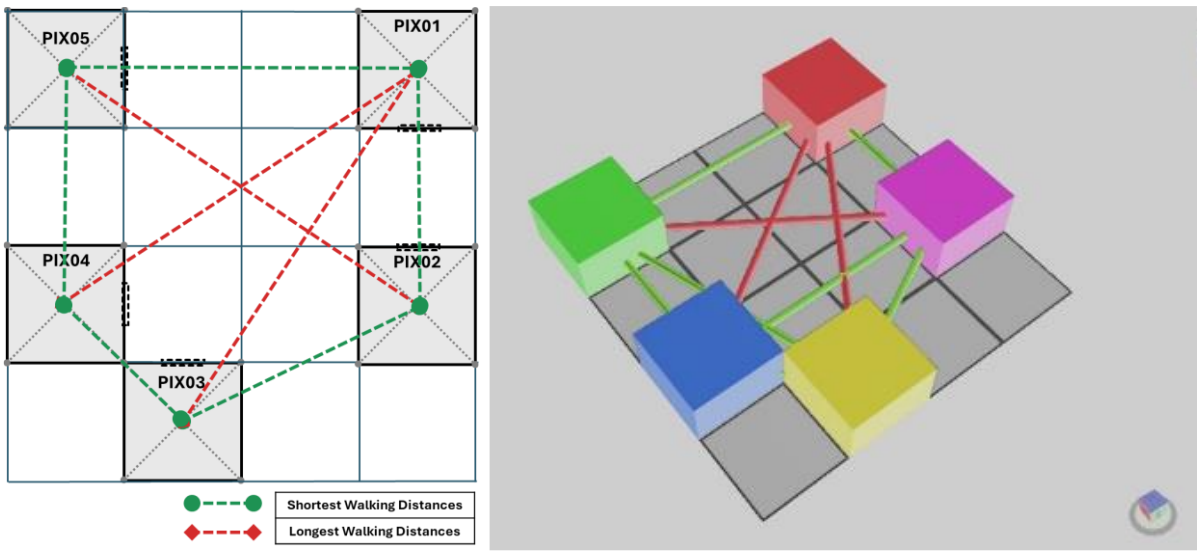 PIX05
PIX01
PIX04
PIX02
PIX03
Shortest Walking Distances
Longest Walking Distances